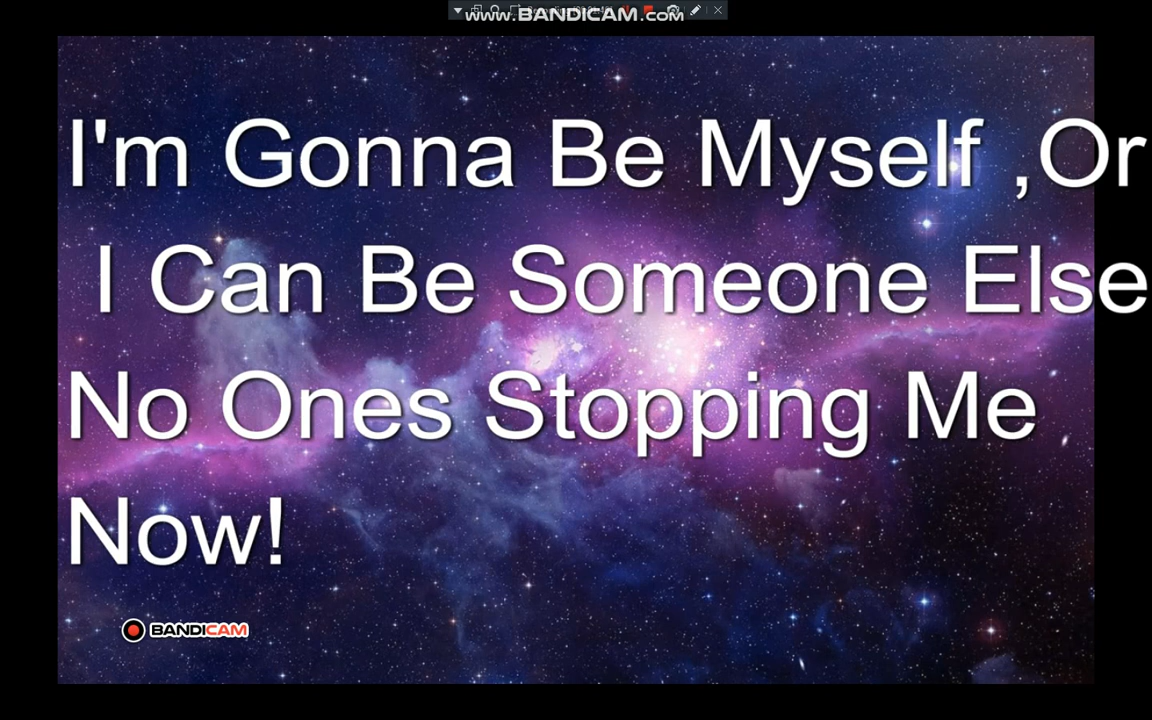 www.BANDICAM.com
I'm Gonna Be Myself ,Or
I Can Be Someone Else
No Ones Stopping Me
Now!
BANDICAM